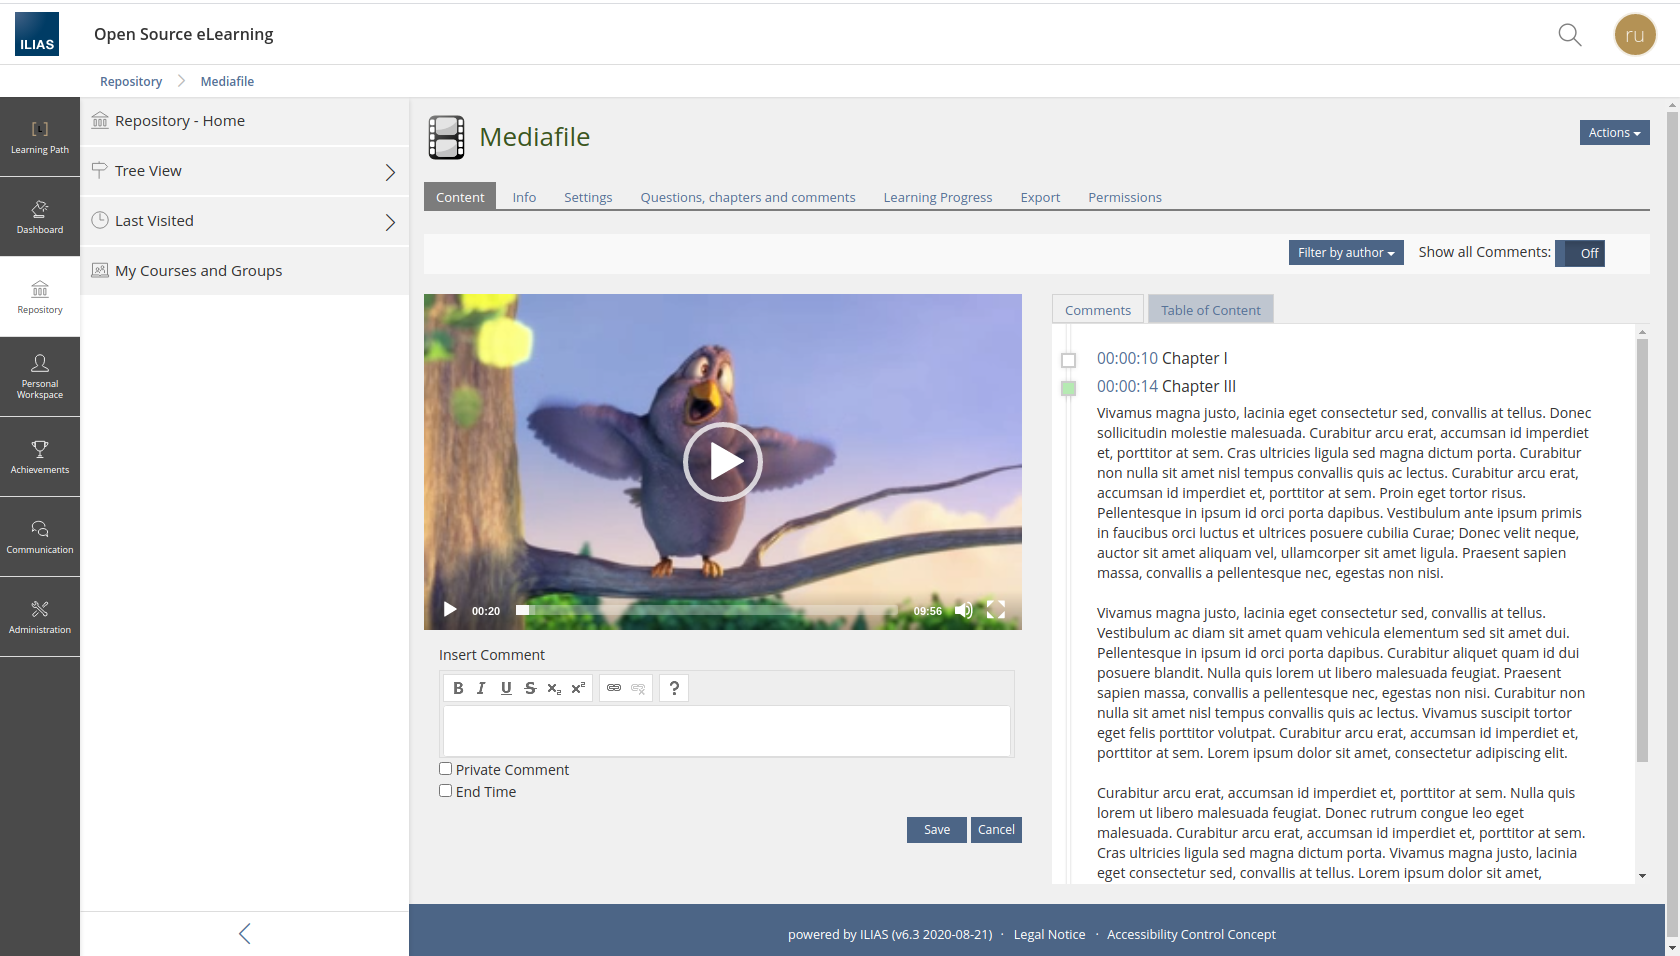 ILIAS
Open Source eLearning
ru
Repository
Mediafile
Learning Path
Dashboard
Repository
Personal
Workspace
Achievements
Communication
Administration
Repository - Home
Tree View
Last Visited
My Courses and Groups
Mediafile
Actions
Content
Info
Settings
Questions, chapters and comments
Learning Progress
Export
Permissions
Filter by author
Show all Comments:
Off
00:20
09:56
Insert Comment
B I U S x₂ x² ?
Private Comment
End Time
Save
Cancel
Comments
Table of Content
00:00:10 Chapter I
00:00:14 Chapter III
Vivamus magna justo, lacinia eget consectetur sed, convallis at tellus. Donec
sollicitudin molestie malesuada. Curabitur arcu erat, accumsan id imperdiet
et, porttitor at sem. Cras ultricies ligula sed magna dictum porta. Curabitur
non nulla sit amet nisl tempus convallis quis ac lectus. Curabitur arcu erat,
accumsan id imperdiet et, porttitor at sem. Proin eget tortor risus.
Pellentesque in ipsum id orci porta dapibus. Vestibulum ante ipsum primis
in faucibus orci luctus et ultrices posuere cubilia Curae; Donec velit neque,
auctor sit amet aliquam vel, ullamcorper sit amet ligula. Praesent sapien
massa, convallis a pellentesque nec, egestas non nisi.
Vivamus magna justo, lacinia eget consectetur sed, convallis at tellus.
Vestibulum ac diam sit amet quam vehicula elementum sed sit amet dui.
Pellentesque in ipsum id orci porta dapibus. Curabitur aliquet quam id dui
posuere blandit. Nulla quis lorem ut libero malesuada feugiat. Praesent
sapien massa, convallis a pellentesque nec, egestas non nisi. Curabitur non
nulla sit amet nisl tempus convallis quis ac lectus. Vivamus suscipit tortor
eget felis porttitor volutpat. Curabitur arcu erat, accumsan id imperdiet et,
porttitor at sem. Lorem ipsum dolor sit amet, consectetur adipiscing elit.
Curabitur arcu erat, accumsan id imperdiet et, porttitor at sem. Nulla quis
lorem ut libero malesuada feugiat. Donec rutrum congue leo eget
malesuada. Curabitur arcu erat, accumsan id imperdiet et, porttitor at sem.
Cras ultricies ligula sed magna dictum porta. Vivamus magna justo, lacinia
eget consectetur sed, convallis at tellus. Lorem ipsum dolor sit amet,
powered by ILIAS (v6.3 2020-08-21) · Legal Notice · Accessibility Control Concept